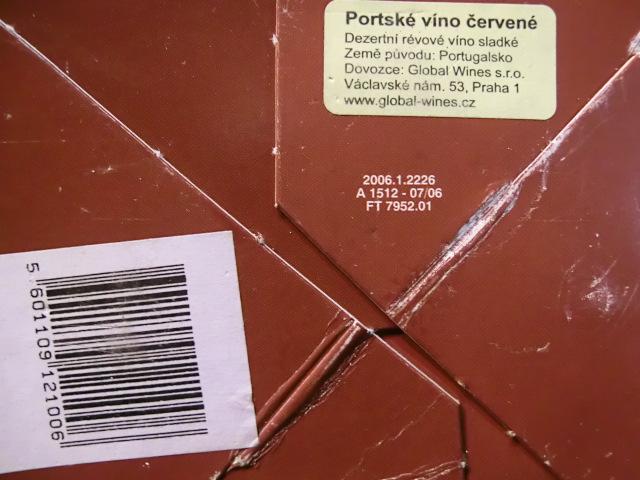 Portské víno červené
Dezertní révové víno sladké
Země původu: Portugalsko
Dovozce: Global Wines s.r.o.
Václavské nám. 53, Praha 1
www.global-wines.cz
2006.1.2226
A 1512 - 07/06
FT 7952.01
5 601109 121006